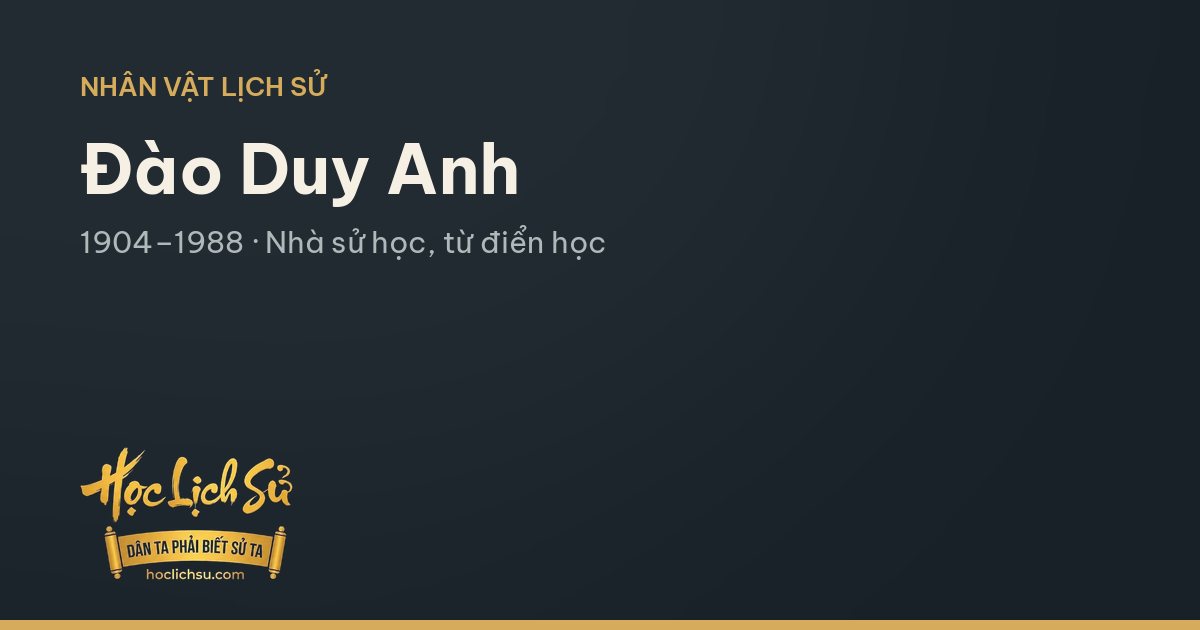 NHÂN VẬT LỊCH SỬ
Đào Duy Anh
1904–1988 · Nhà sử học, từ điển học
Học Lịch Sử
DÂN TA PHẢI BIẾT SỬ TA
hoclichsu.com